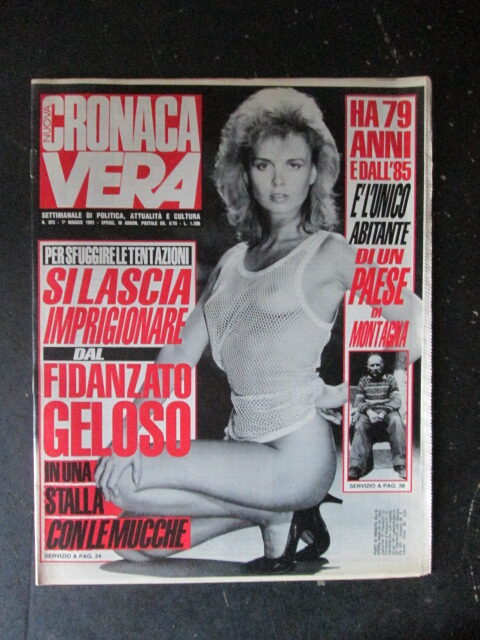 NUOVA
CRONACA
VERA
SETTIMANALE DI POLITICA, ATTUALITÀ E CULTURA
PER SFUGGIRE LE TENTAZIONI
SI LASCIA
IMPRIGIONARE
DAL
FIDANZATO
GELOSO
IN UNA
STALLA
CON LE MUCCHE
SERVIZIO A PAG. 24
HA 79
ANNI
E DALL'85
E' L'UNICO
ABITANTE
DI UN
PAESE
DI
MONTAGNA
SERVIZIO A PAG. 36